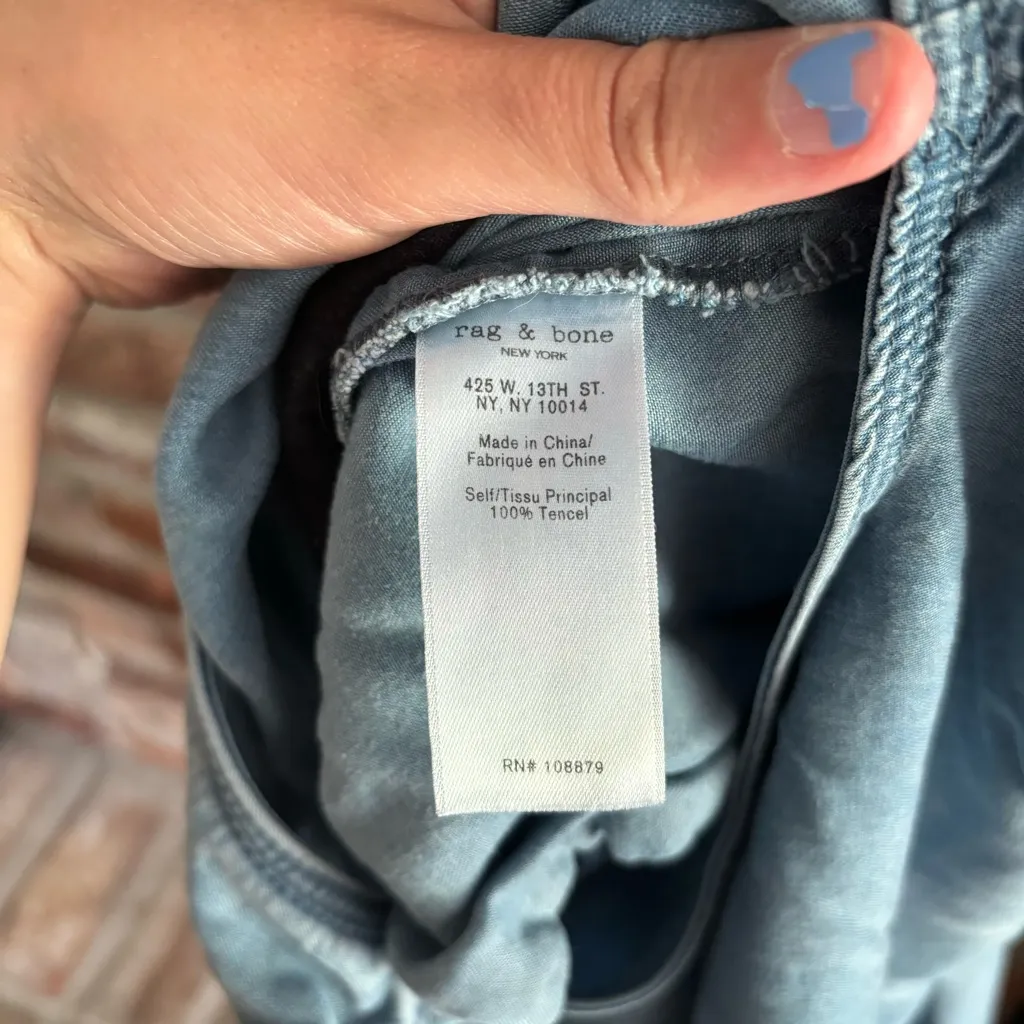 rag & bone
NEW YORK
425 W. 13TH ST.
NY, NY 10014
Made in China/
Fabriqué en Chine
Self/Tissu Principal
100% Tencel
RN# 108879